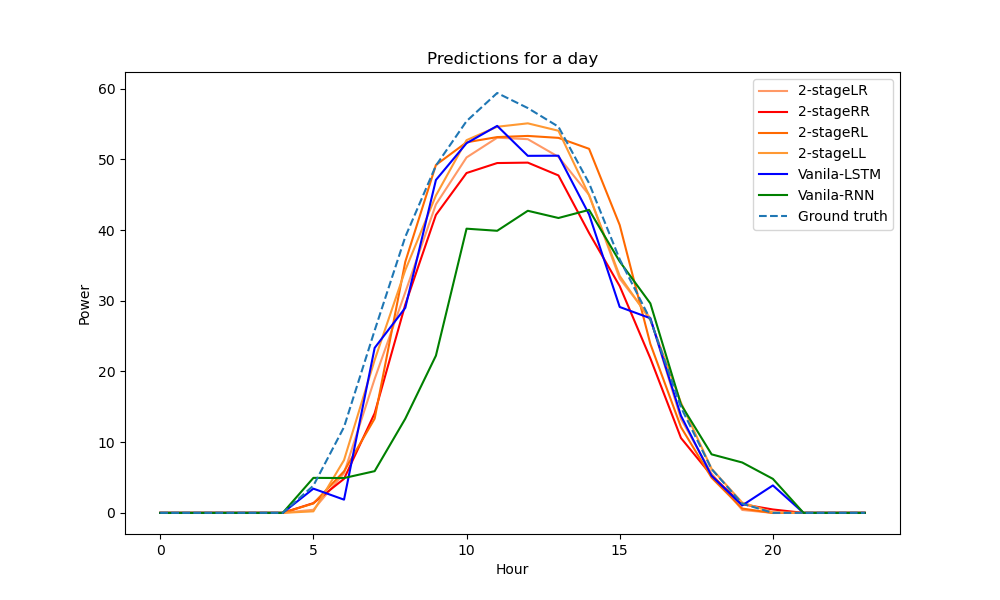 Predictions for a day
60
50
40
30
20
10
0
Power
0
5
10
15
20
Hour
2-stageLR
2-stageRR
2-stageRL
2-stageLL
Vanila-LSTM
Vanila-RNN
Ground truth